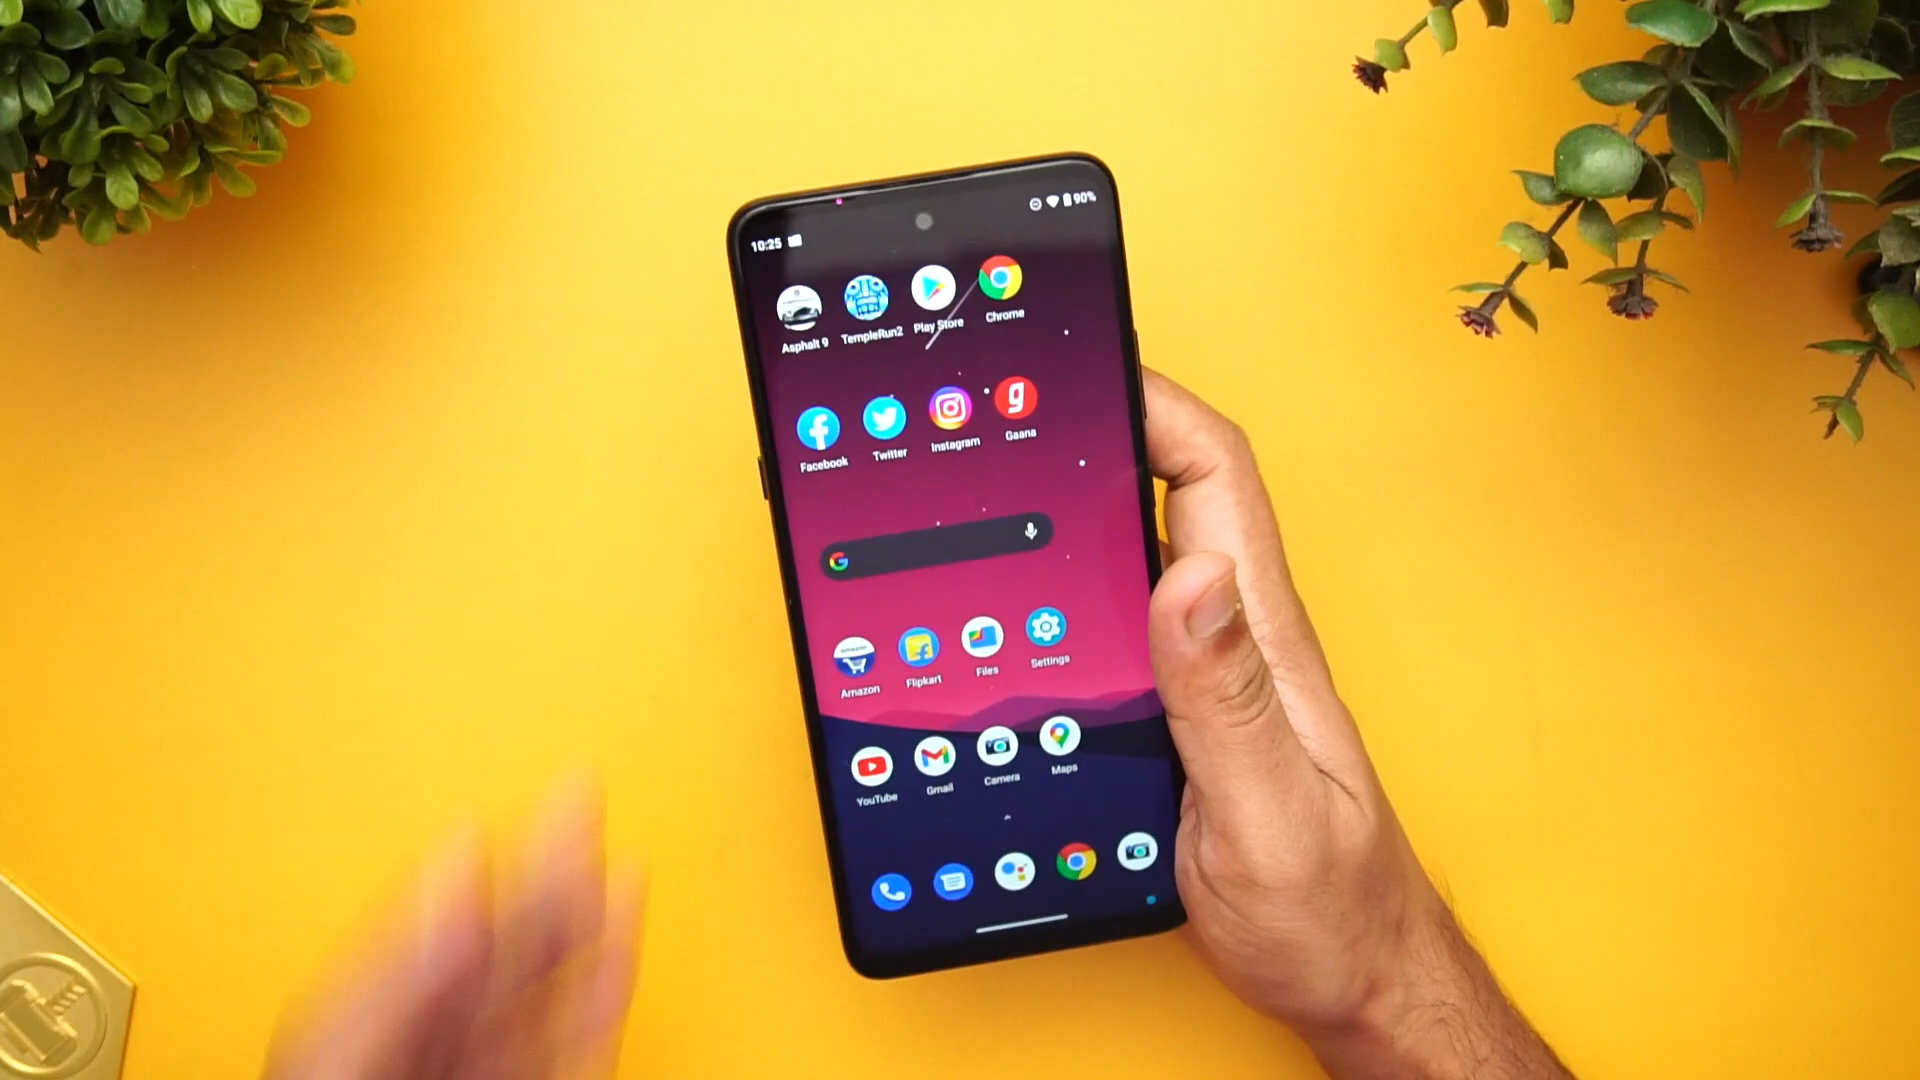 10:25 90%
Asphalt 9 TempleRun2 Play Store Chrome
Facebook Twitter Instagram Gaana
Amazon Flipkart Files Settings
YouTube Gmail Camera Maps